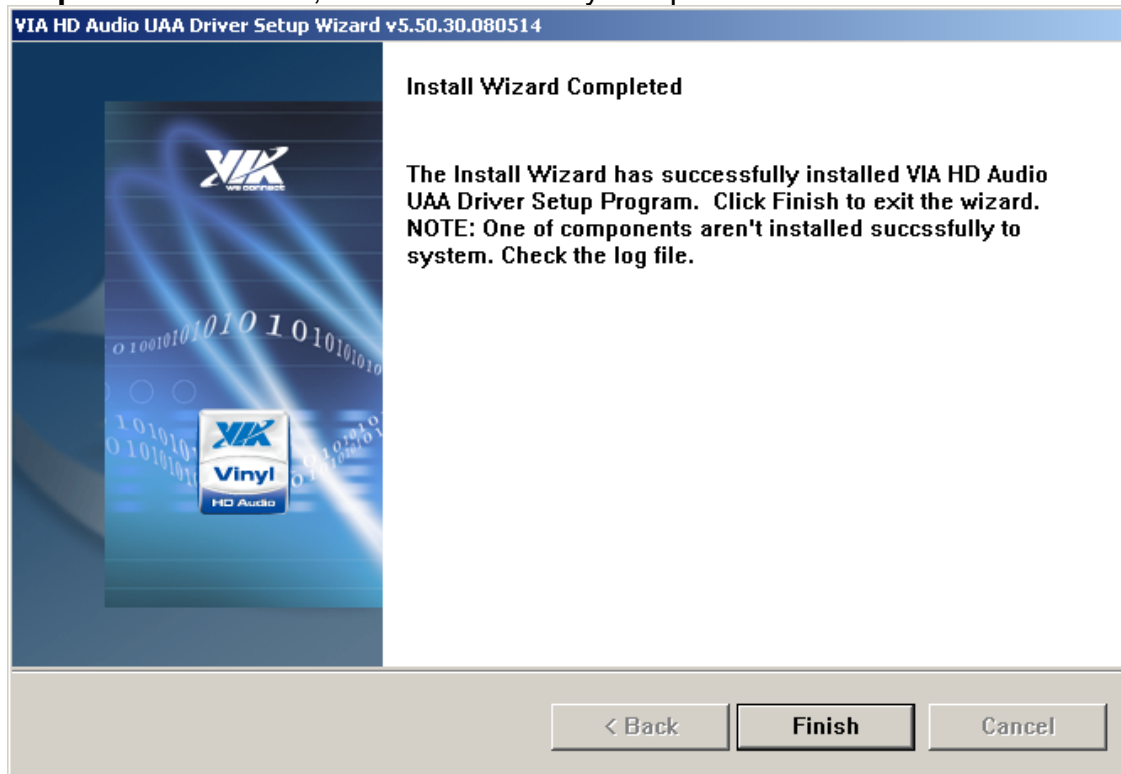 VIA HD Audio UAA Driver Setup Wizard v5.50.30.080514
Install Wizard Completed
The Install Wizard has successfully installed VIA HD Audio
UAA Driver Setup Program. Click Finish to exit the wizard.
NOTE: One of components aren't installed succssfully to
system. Check the log file.
VIA
we connect
VIA
Vinyl
HD Audio
< Back
Finish
Cancel